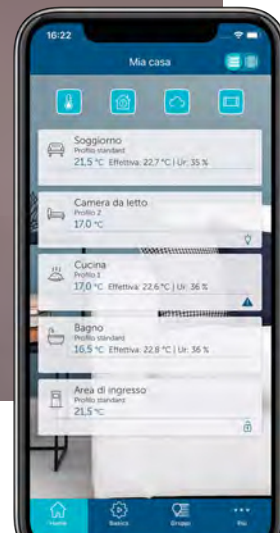 16:22
Mia casa
Soggiorno
Profilo standard
21,5 °C Effettiva: 22,7 °C | Ur: 35 %
Camera da letto
Profilo 2
17,0 °C
Cucina
Profilo 1
17,0 °C Effettiva: 22,6 °C | Ur: 36 %
Bagno
Profilo standard
16,5 °C Effettiva: 22,8 °C | Ur: 36 %
Area di ingresso
Profilo standard
21,5 °C
Home Basics Gruppi Più